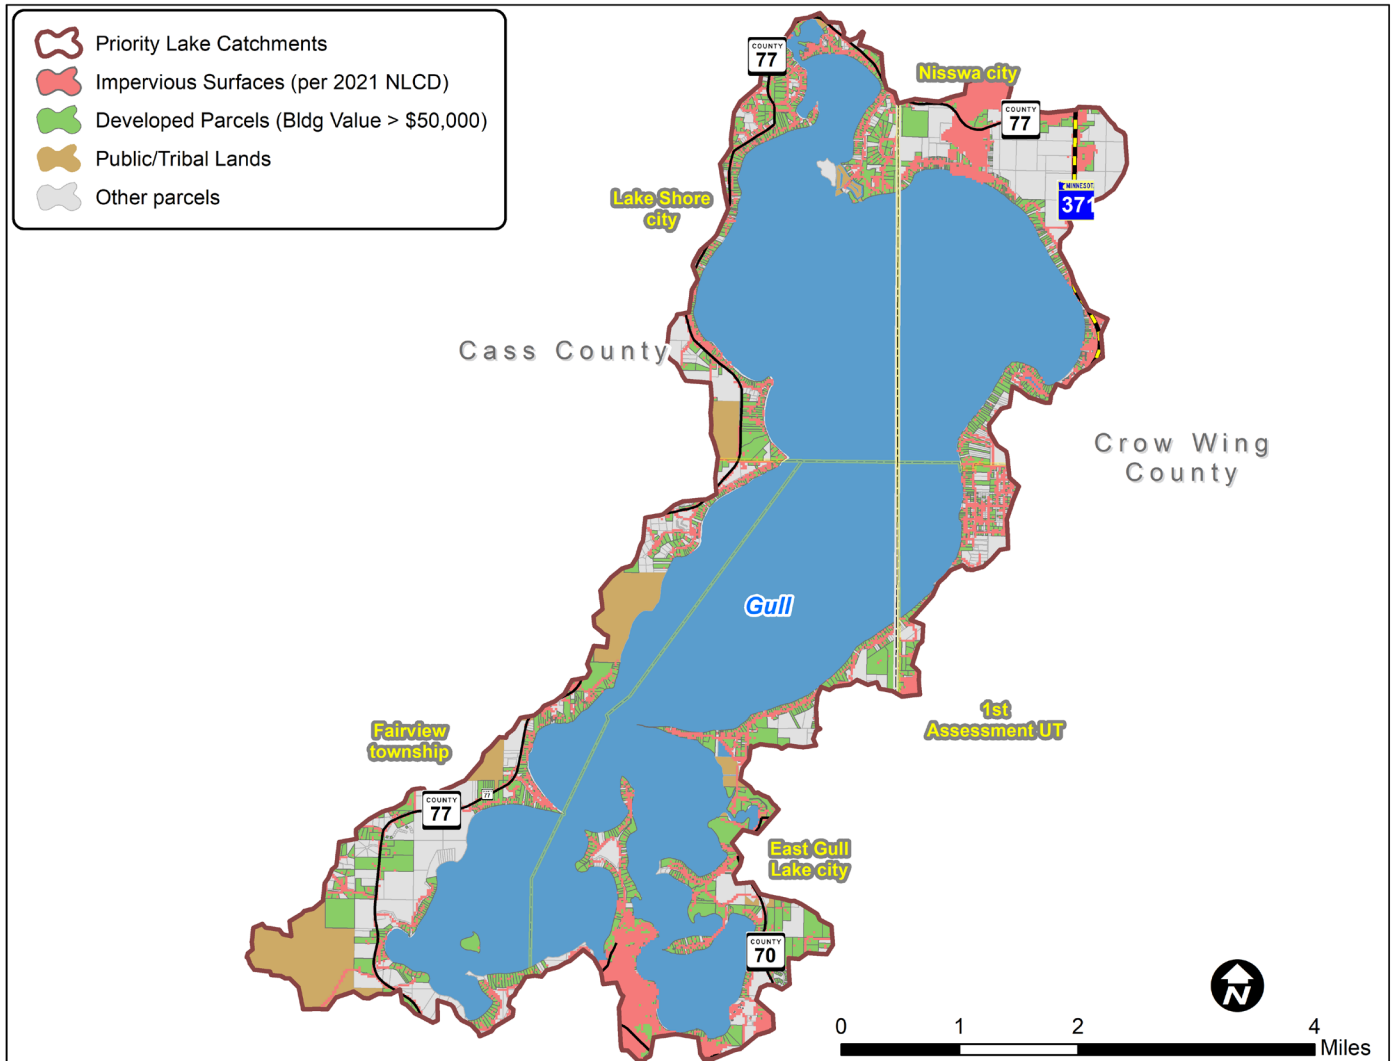 Priority Lake Catchments
Impervious Surfaces (per 2021 NLCD)
Developed Parcels (Bldg Value > $50,000)
Public/Tribal Lands
Other parcels
COUNTY
77
Nisswa city
COUNTY
77
MINNESOT
371
Lake Shore
city
Cass County
Crow Wing
County
Gull
1st
Assessment UT
Fairview
township
77
COUNTY
77
East Gull
Lake city
COUNTY
70
N
0 1 2 4
Miles